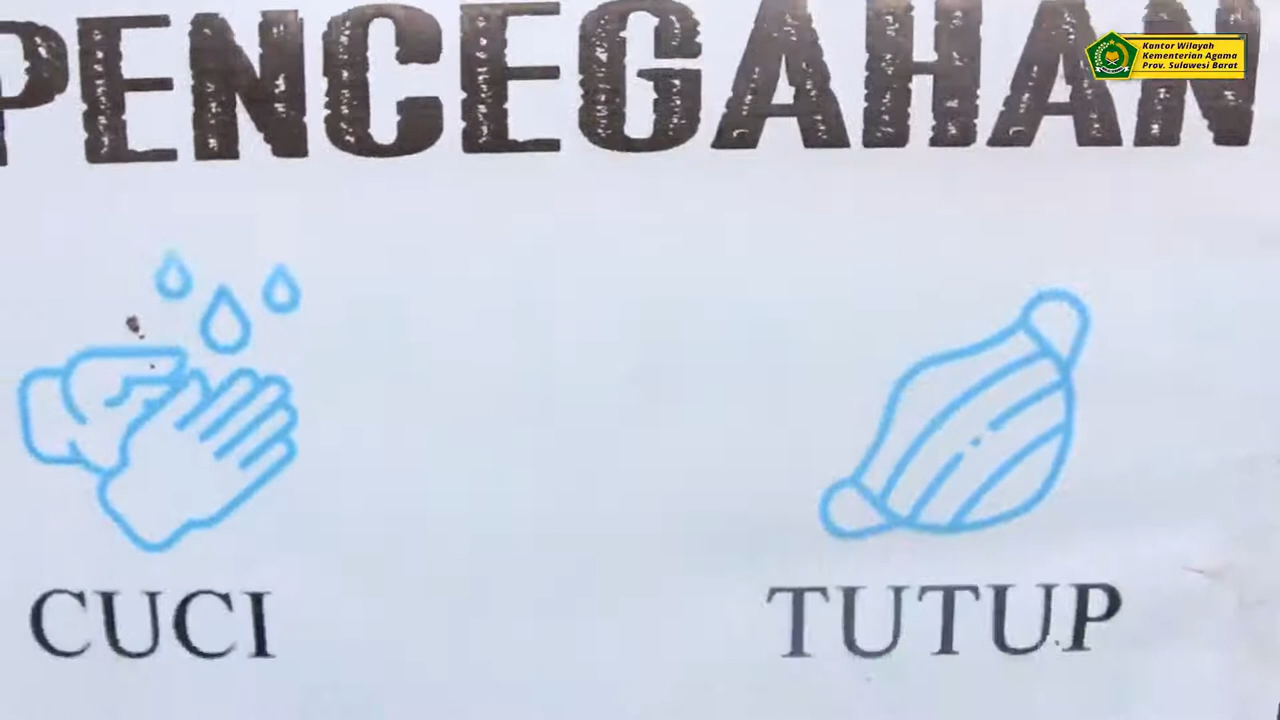 PENCEGAHAN
Kantor Wilayah
Kementerian Agama
Prov. Sulawesi Barat
CUCI
TUTUP